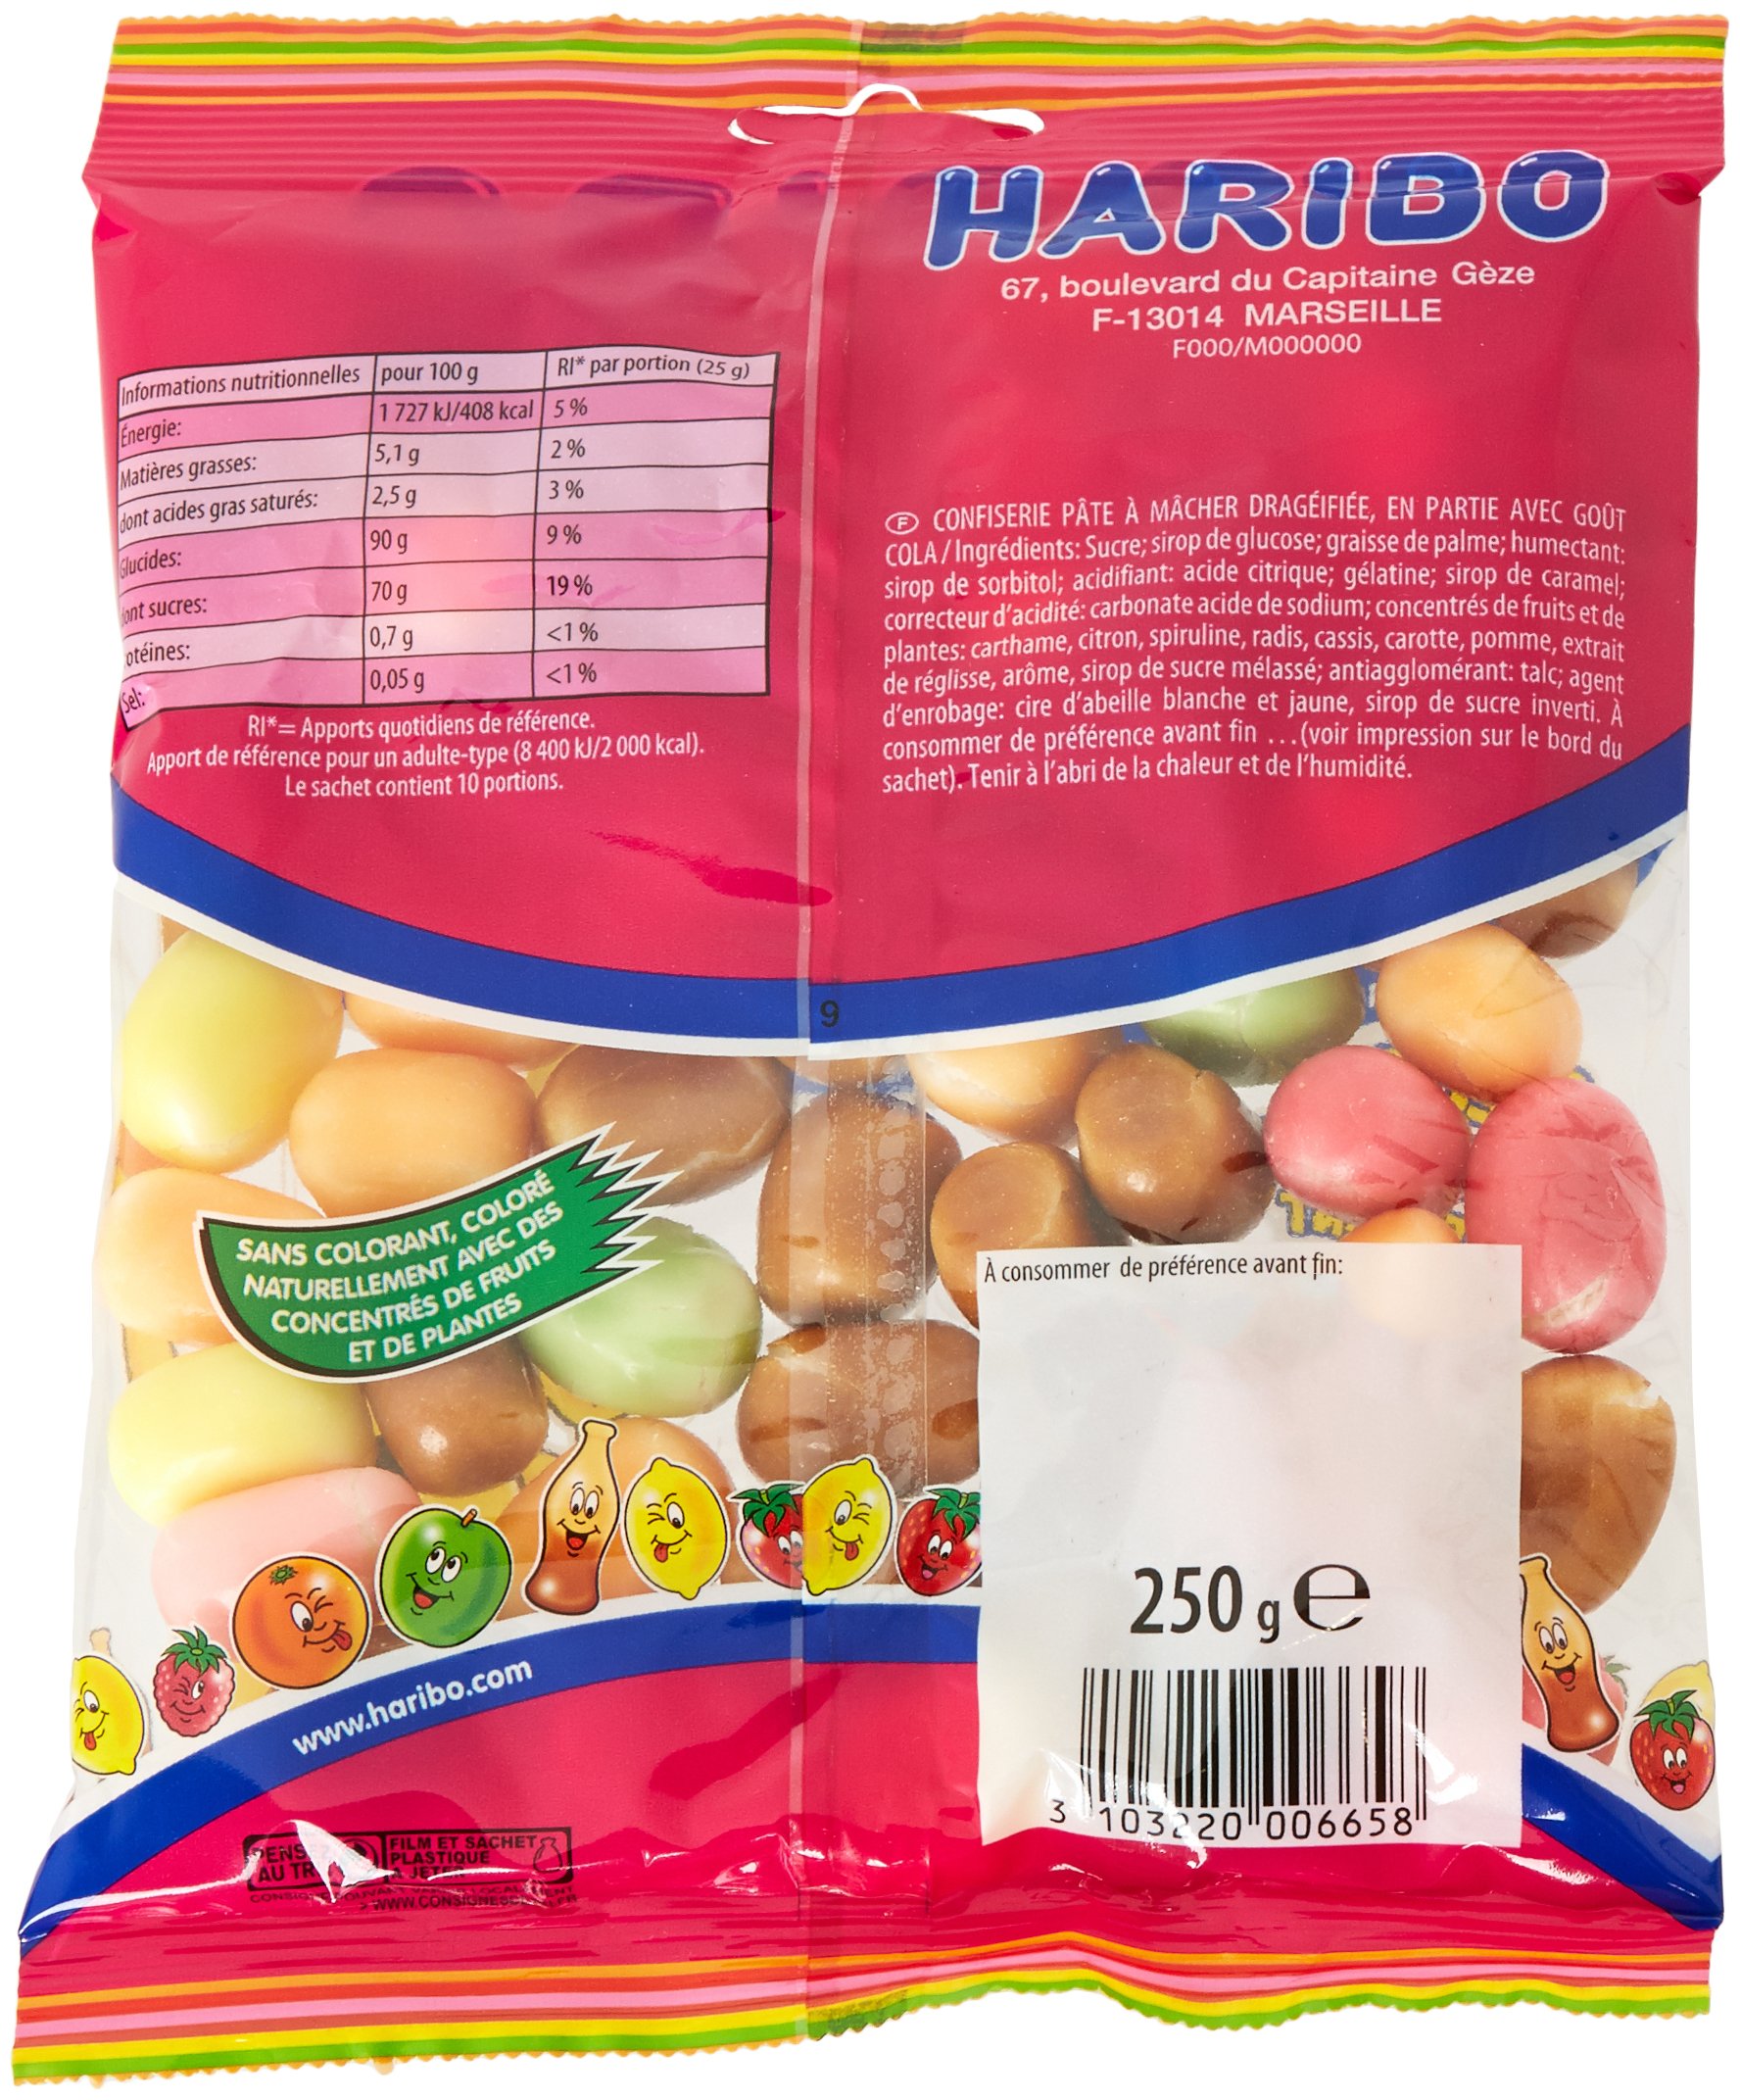 HARIBO
67, boulevard du Capitaine Gèze
F-13014 MARSEILLE
F000/M000000
Informations nutritionnelles pour 100 g RI* par portion (25 g)
Énergie: 1 727 kJ/408 kcal 5 %
Matières grasses: 5,1 g 2 %
dont acides gras saturés: 2,5 g 3 %
Glucides: 90 g 9 %
ont sucres: 70 g 19 %
otéines: 0,7 g <1 %
Sel: 0,05 g <1 %
RI*= Apports quotidiens de référence.
Apport de référence pour un adulte-type (8 400 kJ/2 000 kcal).
Le sachet contient 10 portions.
F CONFISERIE PÂTE À MÂCHER DRAGÉIFIÉE, EN PARTIE AVEC GOÛT
COLA / Ingrédients: Sucre; sirop de glucose; graisse de palme; humectant:
sirop de sorbitol; acidifiant: acide citrique; gélatine; sirop de caramel;
correcteur d'acidité: carbonate acide de sodium; concentrés de fruits et de
plantes: carthame, citron, spiruline, radis, cassis, carotte, pomme, extrait
de réglisse, arôme, sirop de sucre mélassé; antiagglomérant: talc; agent
d'enrobage: cire d'abeille blanche et jaune, sirop de sucre inverti. À
consommer de préférence avant fin ...(voir impression sur le bord du
sachet). Tenir à l'abri de la chaleur et de l'humidité.
9
SANS COLORANT, COLORÉ
NATURELLEMENT AVEC DES
CONCENTRÉS DE FRUITS
ET DE PLANTES
À consommer de préférence avant fin:
250 g e
3 103220 006658
www.haribo.com
FILM ET SACHET
AU PLASTIQUE
À JETER